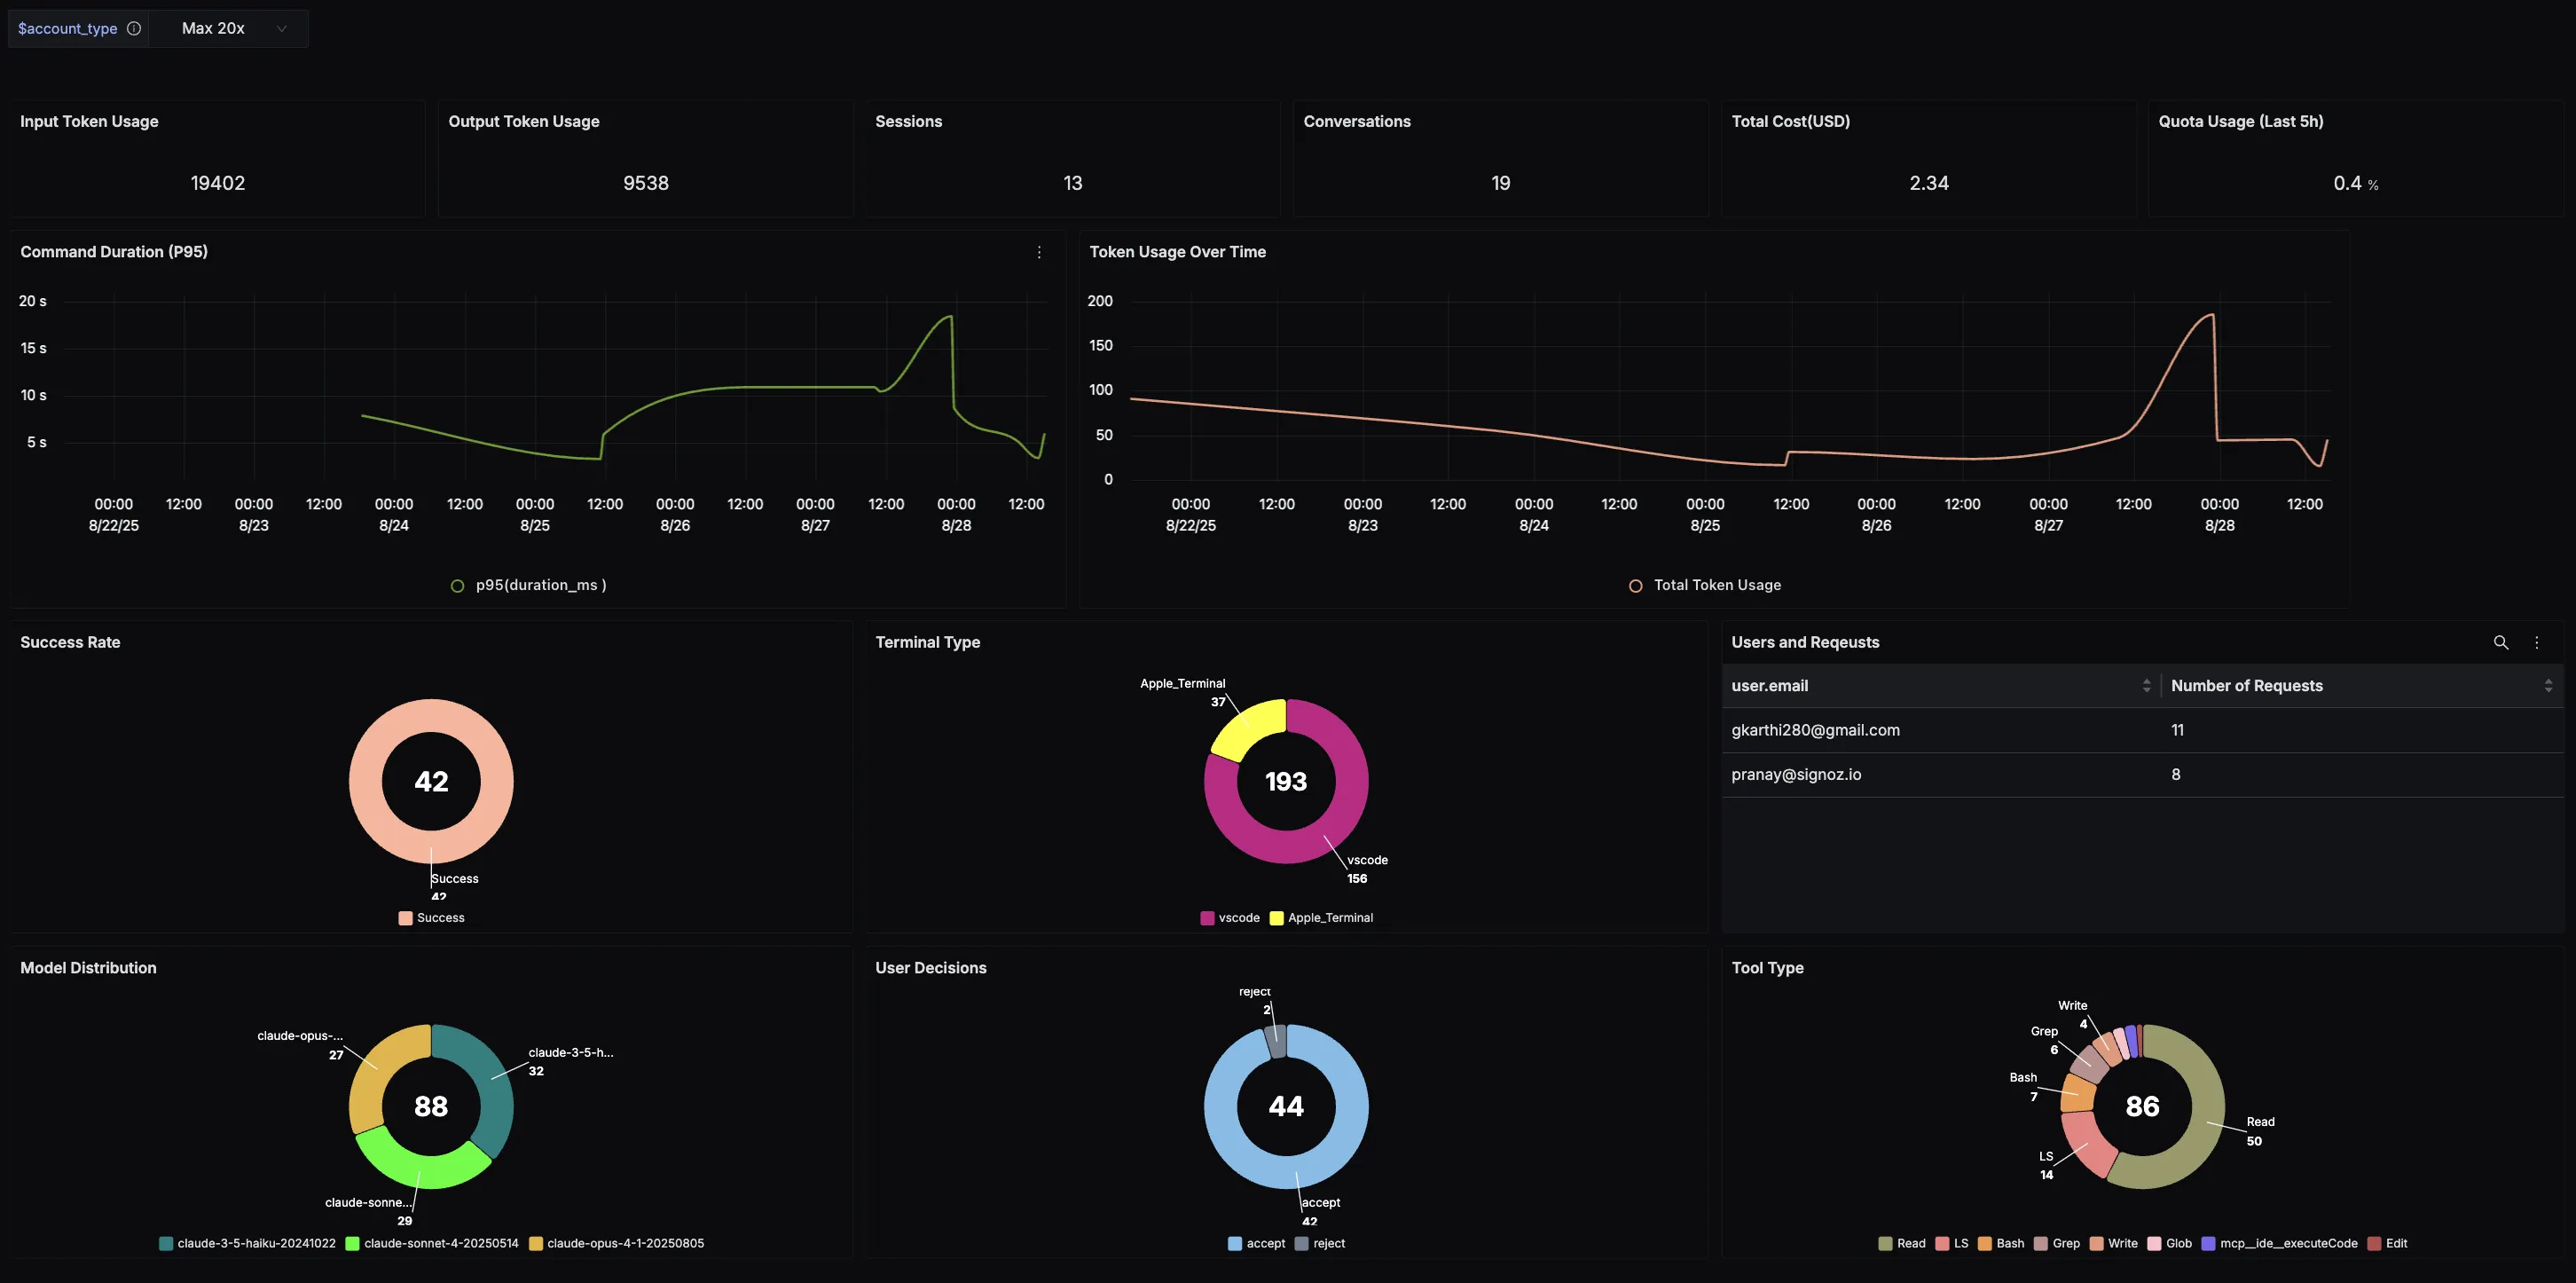 $account_type Max 20x
Input Token Usage
19402
Output Token Usage
9538
Sessions
13
Conversations
19
Total Cost(USD)
2.34
Quota Usage (Last 5h)
0.4 %
Command Duration (P95)
20 s
15 s
10 s
5 s
00:00 12:00 00:00 12:00 00:00 12:00 00:00 12:00 00:00 12:00 00:00 12:00 00:00 12:00
8/22/25 8/23 8/24 8/25 8/26 8/27 8/28
p95(duration_ms )
Token Usage Over Time
200
150
100
50
0
00:00 12:00 00:00 12:00 00:00 12:00 00:00 12:00 00:00 12:00 00:00 12:00 00:00 12:00
8/22/25 8/23 8/24 8/25 8/26 8/27 8/28
Total Token Usage
Success Rate
42
Success
42
Success
Terminal Type
Apple_Terminal
37
193
vscode
156
vscode Apple_Terminal
Users and Reqeusts
user.email Number of Requests
gkarthi280@gmail.com 11
pranay@signoz.io 8
Model Distribution
claude-opus-...
27
claude-3-5-h...
32
88
claude-sonne...
29
claude-3-5-haiku-20241022 claude-sonnet-4-20250514 claude-opus-4-1-20250805
User Decisions
reject
2
44
accept
42
accept reject
Tool Type
Write
4
Grep
6
Bash
7
86
Read
50
LS
14
Read LS Bash Grep Write Glob mcp__ide__executeCode Edit